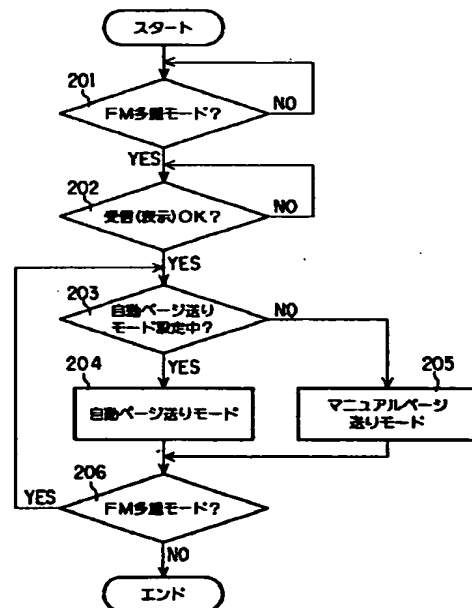 スタート
201
FM多重モード?
NO
YES
202
受信(表示)OK?
NO
YES
203
自動ページ送り
モード設定中?
NO
YES
204
自動ページ送りモード
205
マニュアルページ
送りモード
206
YES
FM多重モード?
NO
エンド